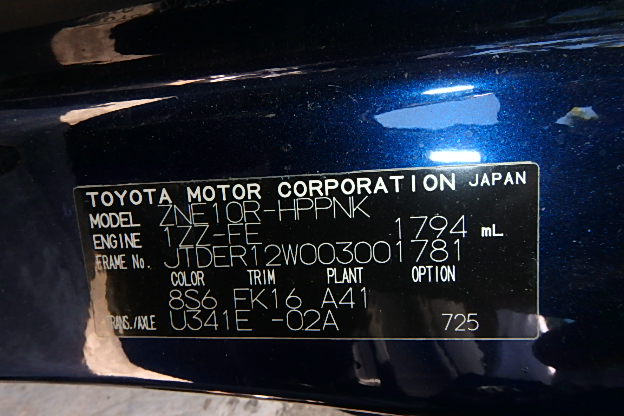 TOYOTA MOTOR CORPORATION JAPAN
MODEL ZNE10R-HPPNK
ENGINE 1ZZ-FE 1794 mL
FRAME No. JTDER12W003001781
COLOR TRIM PLANT OPTION
8S6 FK16 A41
TRANS./AXLE U341E -02A 725